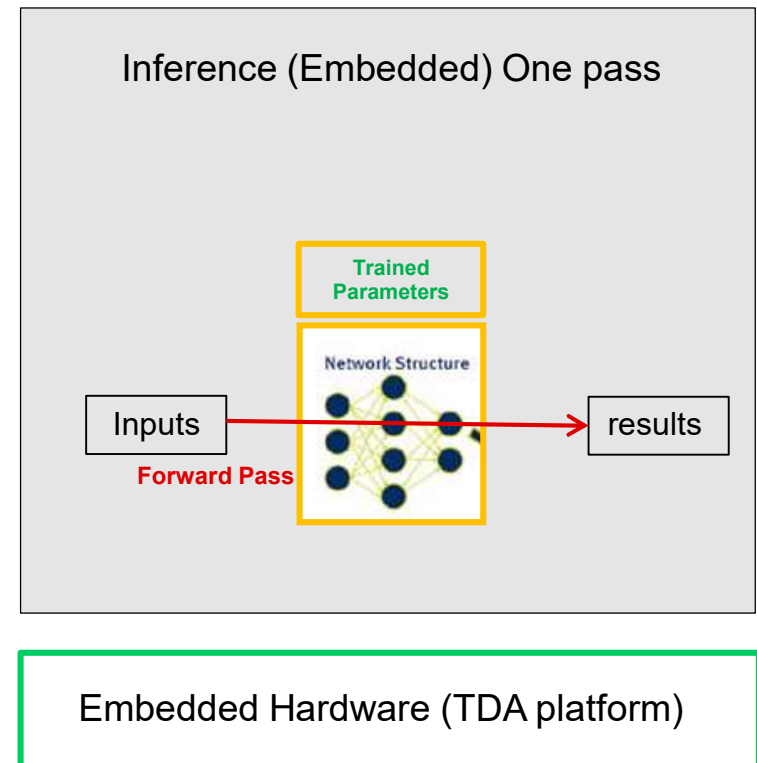 Inference (Embedded) One pass
Trained
Parameters
Network Structure
Inputs
results
Forward Pass
Embedded Hardware (TDA platform)